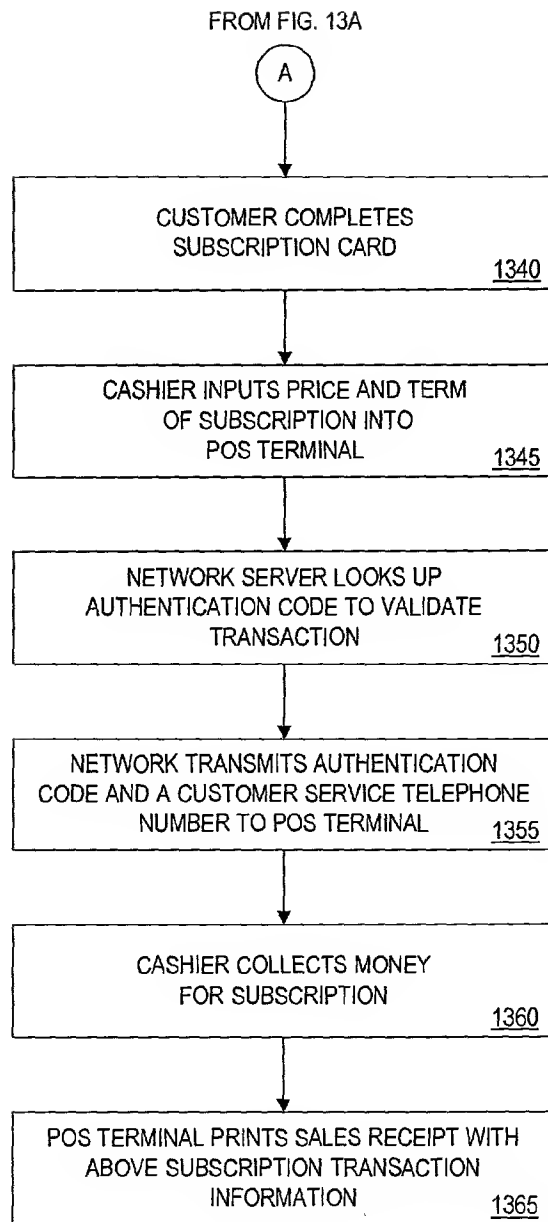 FROM FIG. 13A
A
CUSTOMER COMPLETES
SUBSCRIPTION CARD
1340
CASHIER INPUTS PRICE AND TERM
OF SUBSCRIPTION INTO
POS TERMINAL
1345
NETWORK SERVER LOOKS UP
AUTHENTICATION CODE TO VALIDATE
TRANSACTION
1350
NETWORK TRANSMITS AUTHENTICATION
CODE AND A CUSTOMER SERVICE TELEPHONE
NUMBER TO POS TERMINAL
1355
CASHIER COLLECTS MONEY
FOR SUBSCRIPTION
1360
POS TERMINAL PRINTS SALES RECEIPT WITH
ABOVE SUBSCRIPTION TRANSACTION
INFORMATION
1365